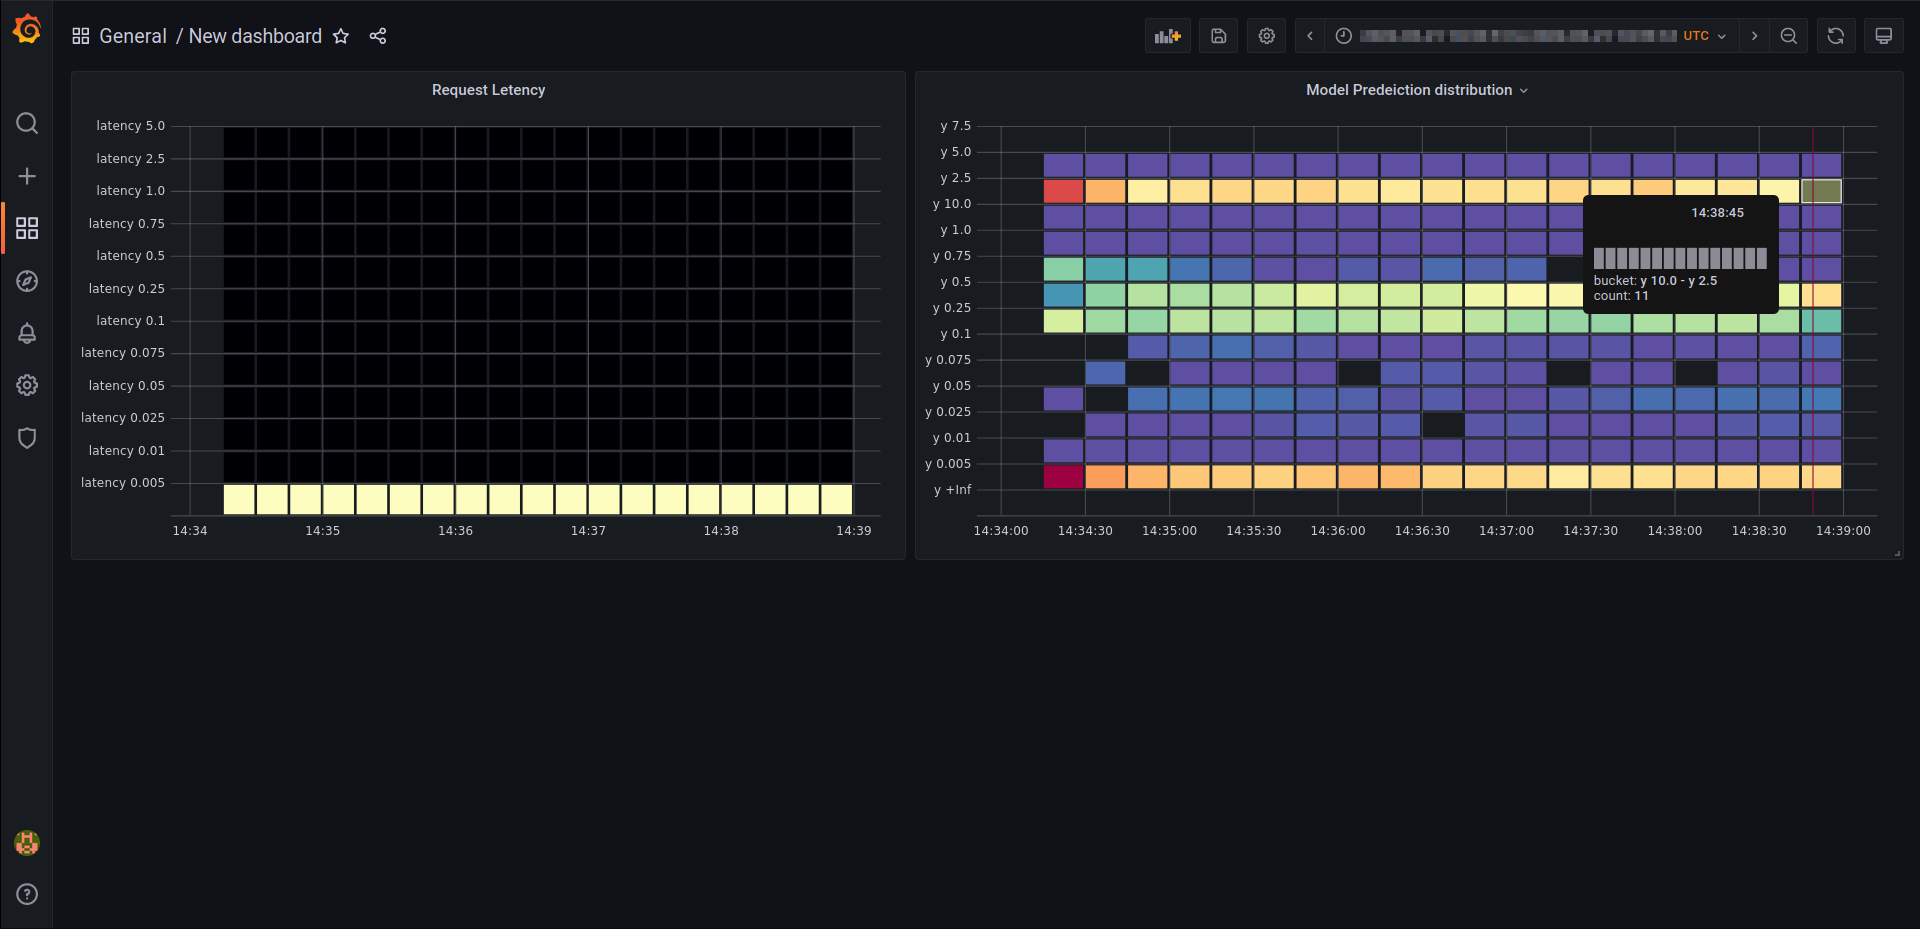 General / New dashboard
UTC
Request Letency
latency 5.0
latency 2.5
latency 1.0
latency 0.75
latency 0.5
latency 0.25
latency 0.1
latency 0.075
latency 0.05
latency 0.025
latency 0.01
latency 0.005
14:34 14:35 14:36 14:37 14:38 14:39
Model Predeiction distribution
y 7.5
y 5.0
y 2.5
y 10.0
y 1.0
y 0.75
y 0.5
y 0.25
y 0.1
y 0.075
y 0.05
y 0.025
y 0.01
y 0.005
y +Inf
14:34:00 14:34:30 14:35:00 14:35:30 14:36:00 14:36:30 14:37:00 14:37:30 14:38:00 14:38:30 14:39:00
14:38:45
bucket: y 10.0 - y 2.5
count: 11